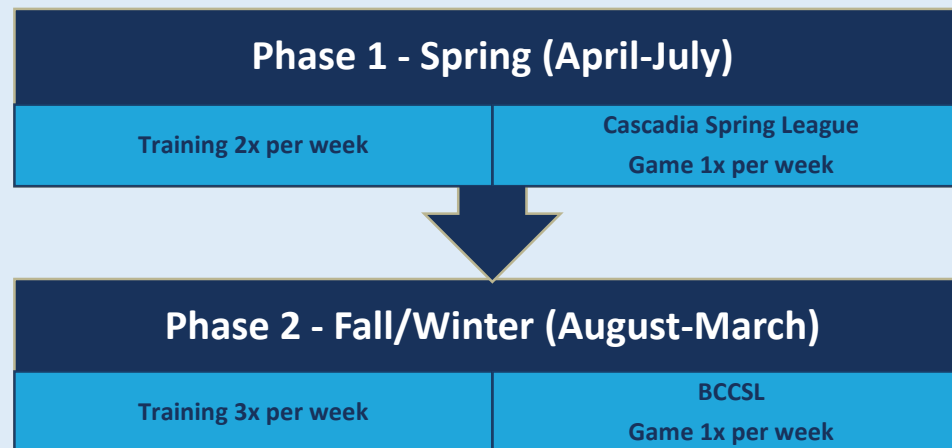 Phase 1 - Spring (April-July)
Training 2x per week
Cascadia Spring League
Game 1x per week
Phase 2 - Fall/Winter (August-March)
Training 3x per week
BCCSL
Game 1x per week